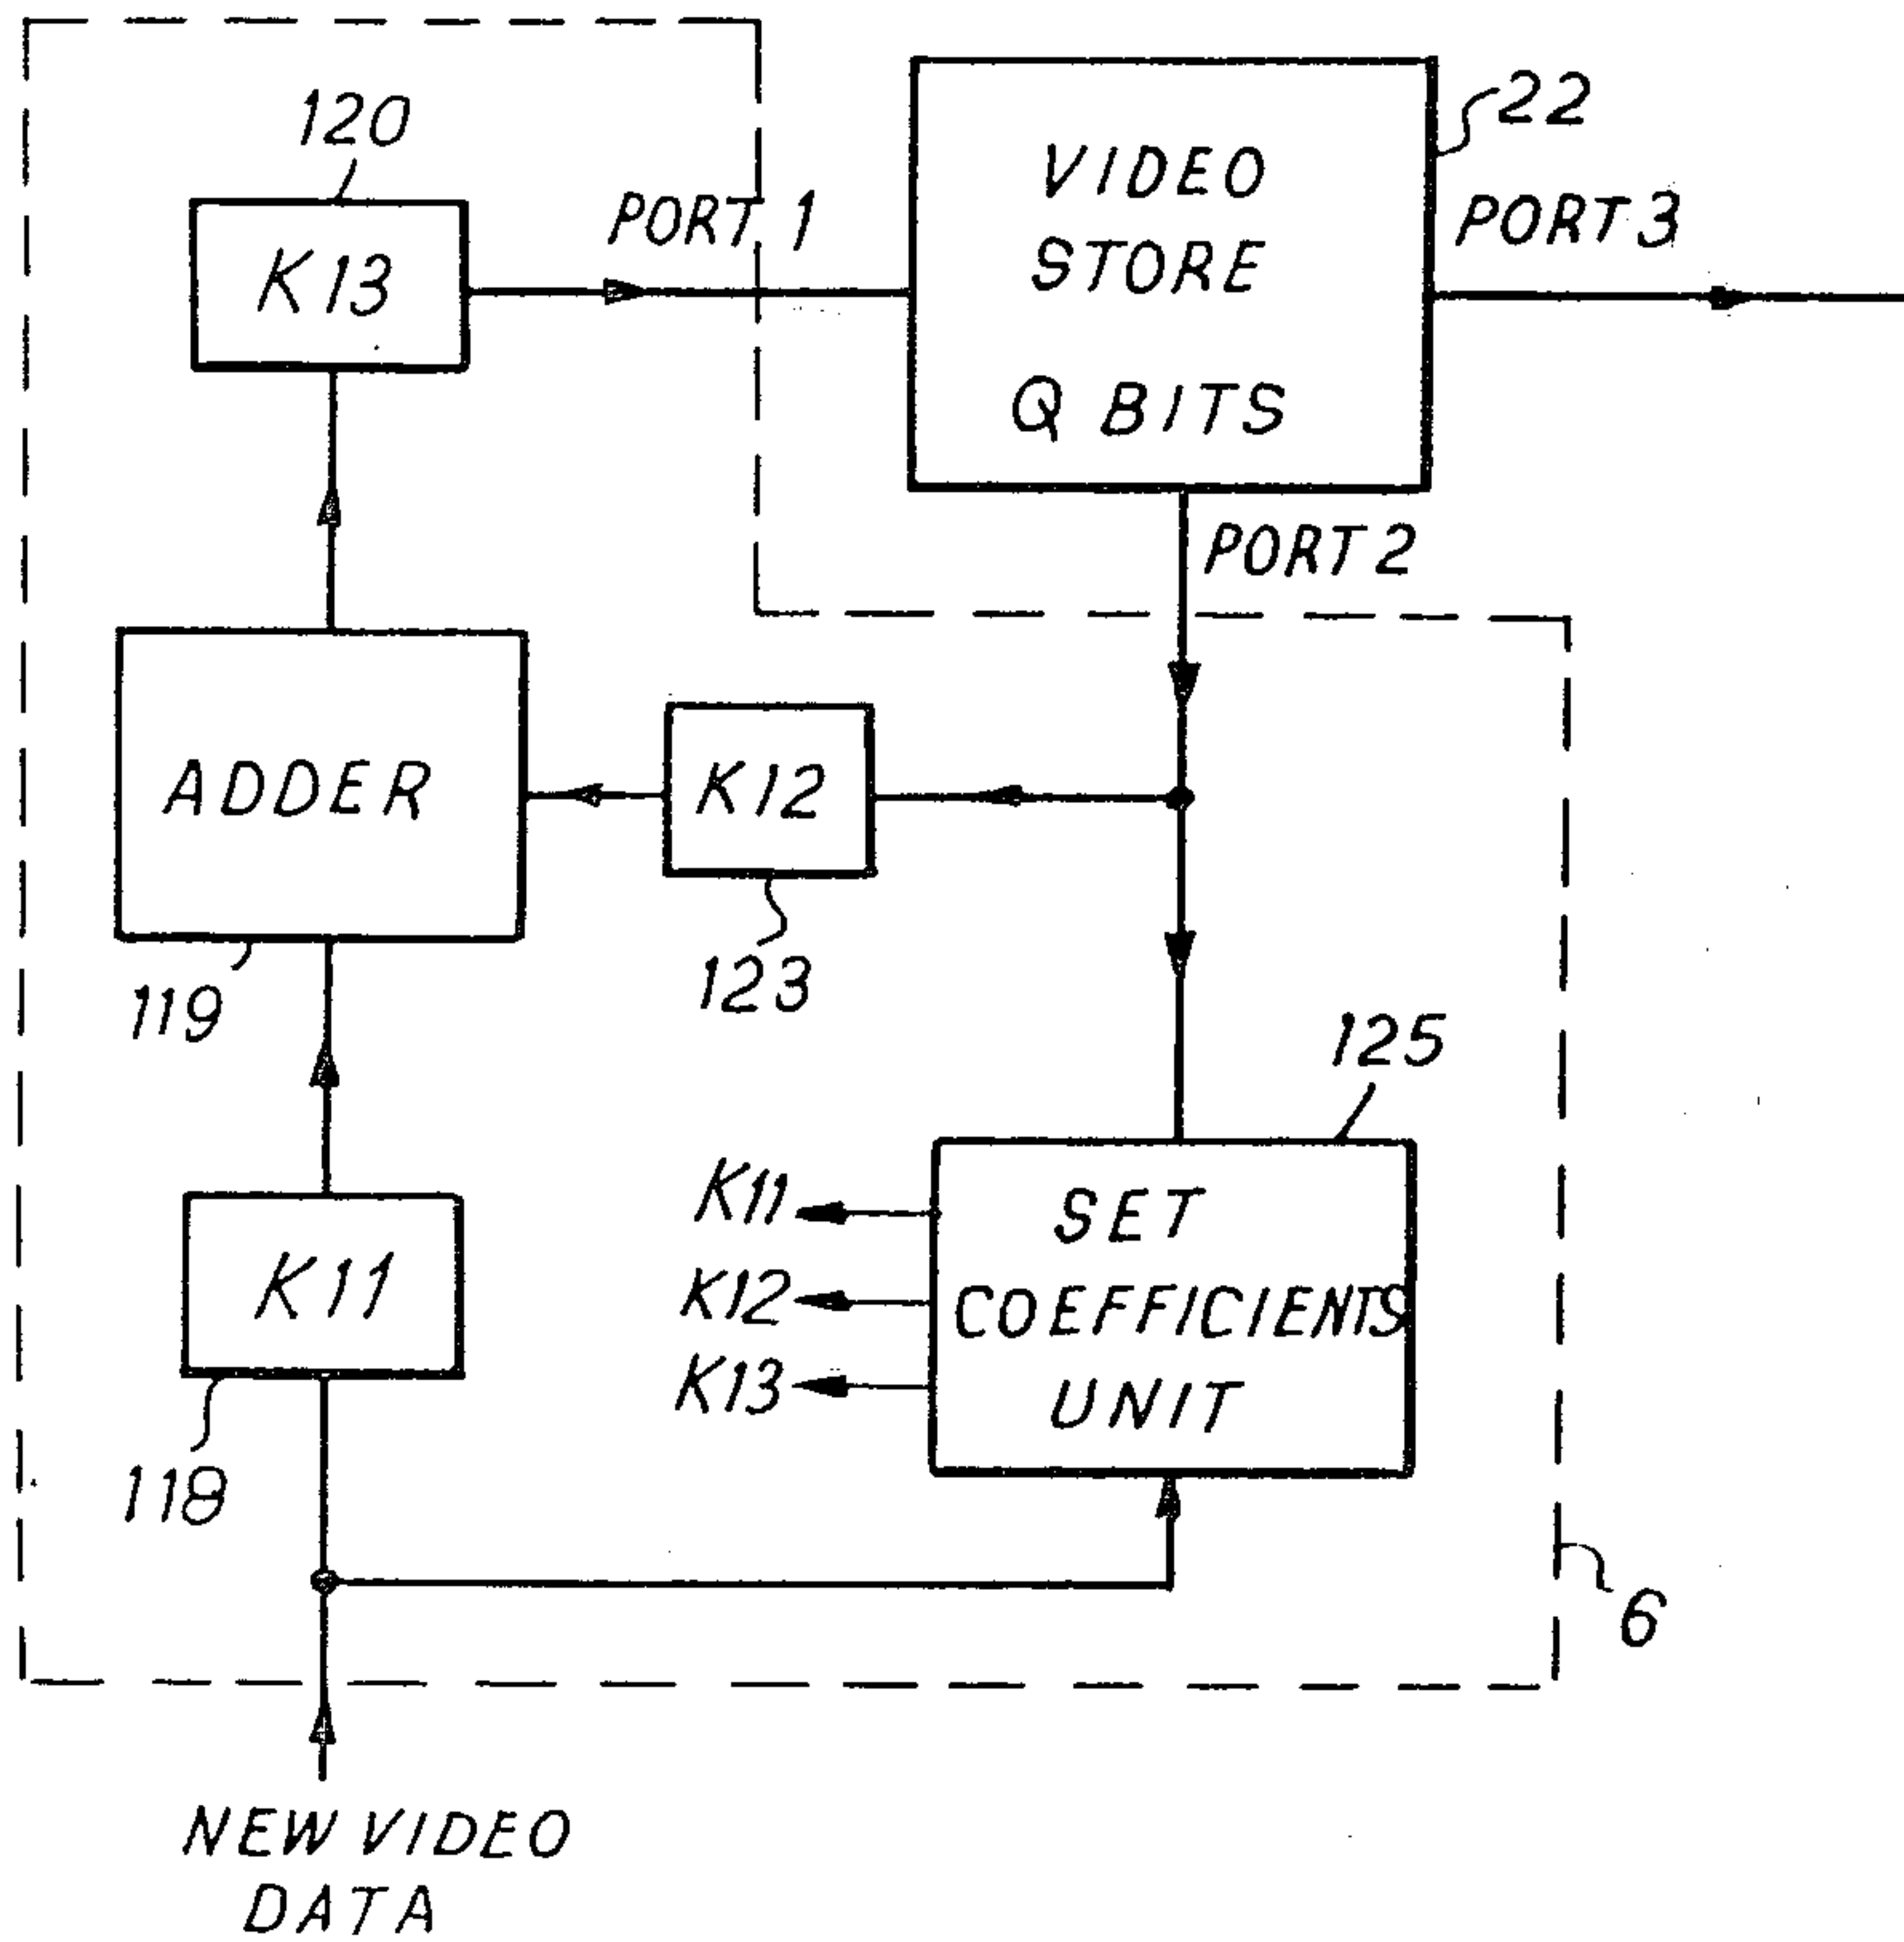 120
K13
PORT 1
VIDEO
STORE
Q BITS
22
PORT 3
PORT 2
ADDER
119
K12
123
125
K11
118
K11
K12
K13
SET
COEFFICIENTS
UNIT
6
NEW VIDEO
DATA